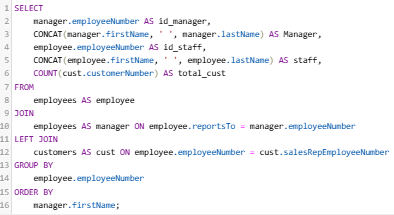 1 SELECT
2 manager.employeeNumber AS id_manager,
3 CONCAT(manager.firstName, ' ', manager.lastName) AS Manager,
4 employee.employeeNumber AS id_staff,
5 CONCAT(employee.firstName, ' ', employee.lastName) AS staff,
6 COUNT(cust.customerNumber) AS total_cust
7 FROM
8 employees AS employee
9 JOIN
10 employees AS manager ON employee.reportsTo = manager.employeeNumber
11 LEFT JOIN
12 customers AS cust ON employee.employeeNumber = cust.salesRepEmployeeNumber
13 GROUP BY
14 employee.employeeNumber
15 ORDER BY
16 manager.firstName;